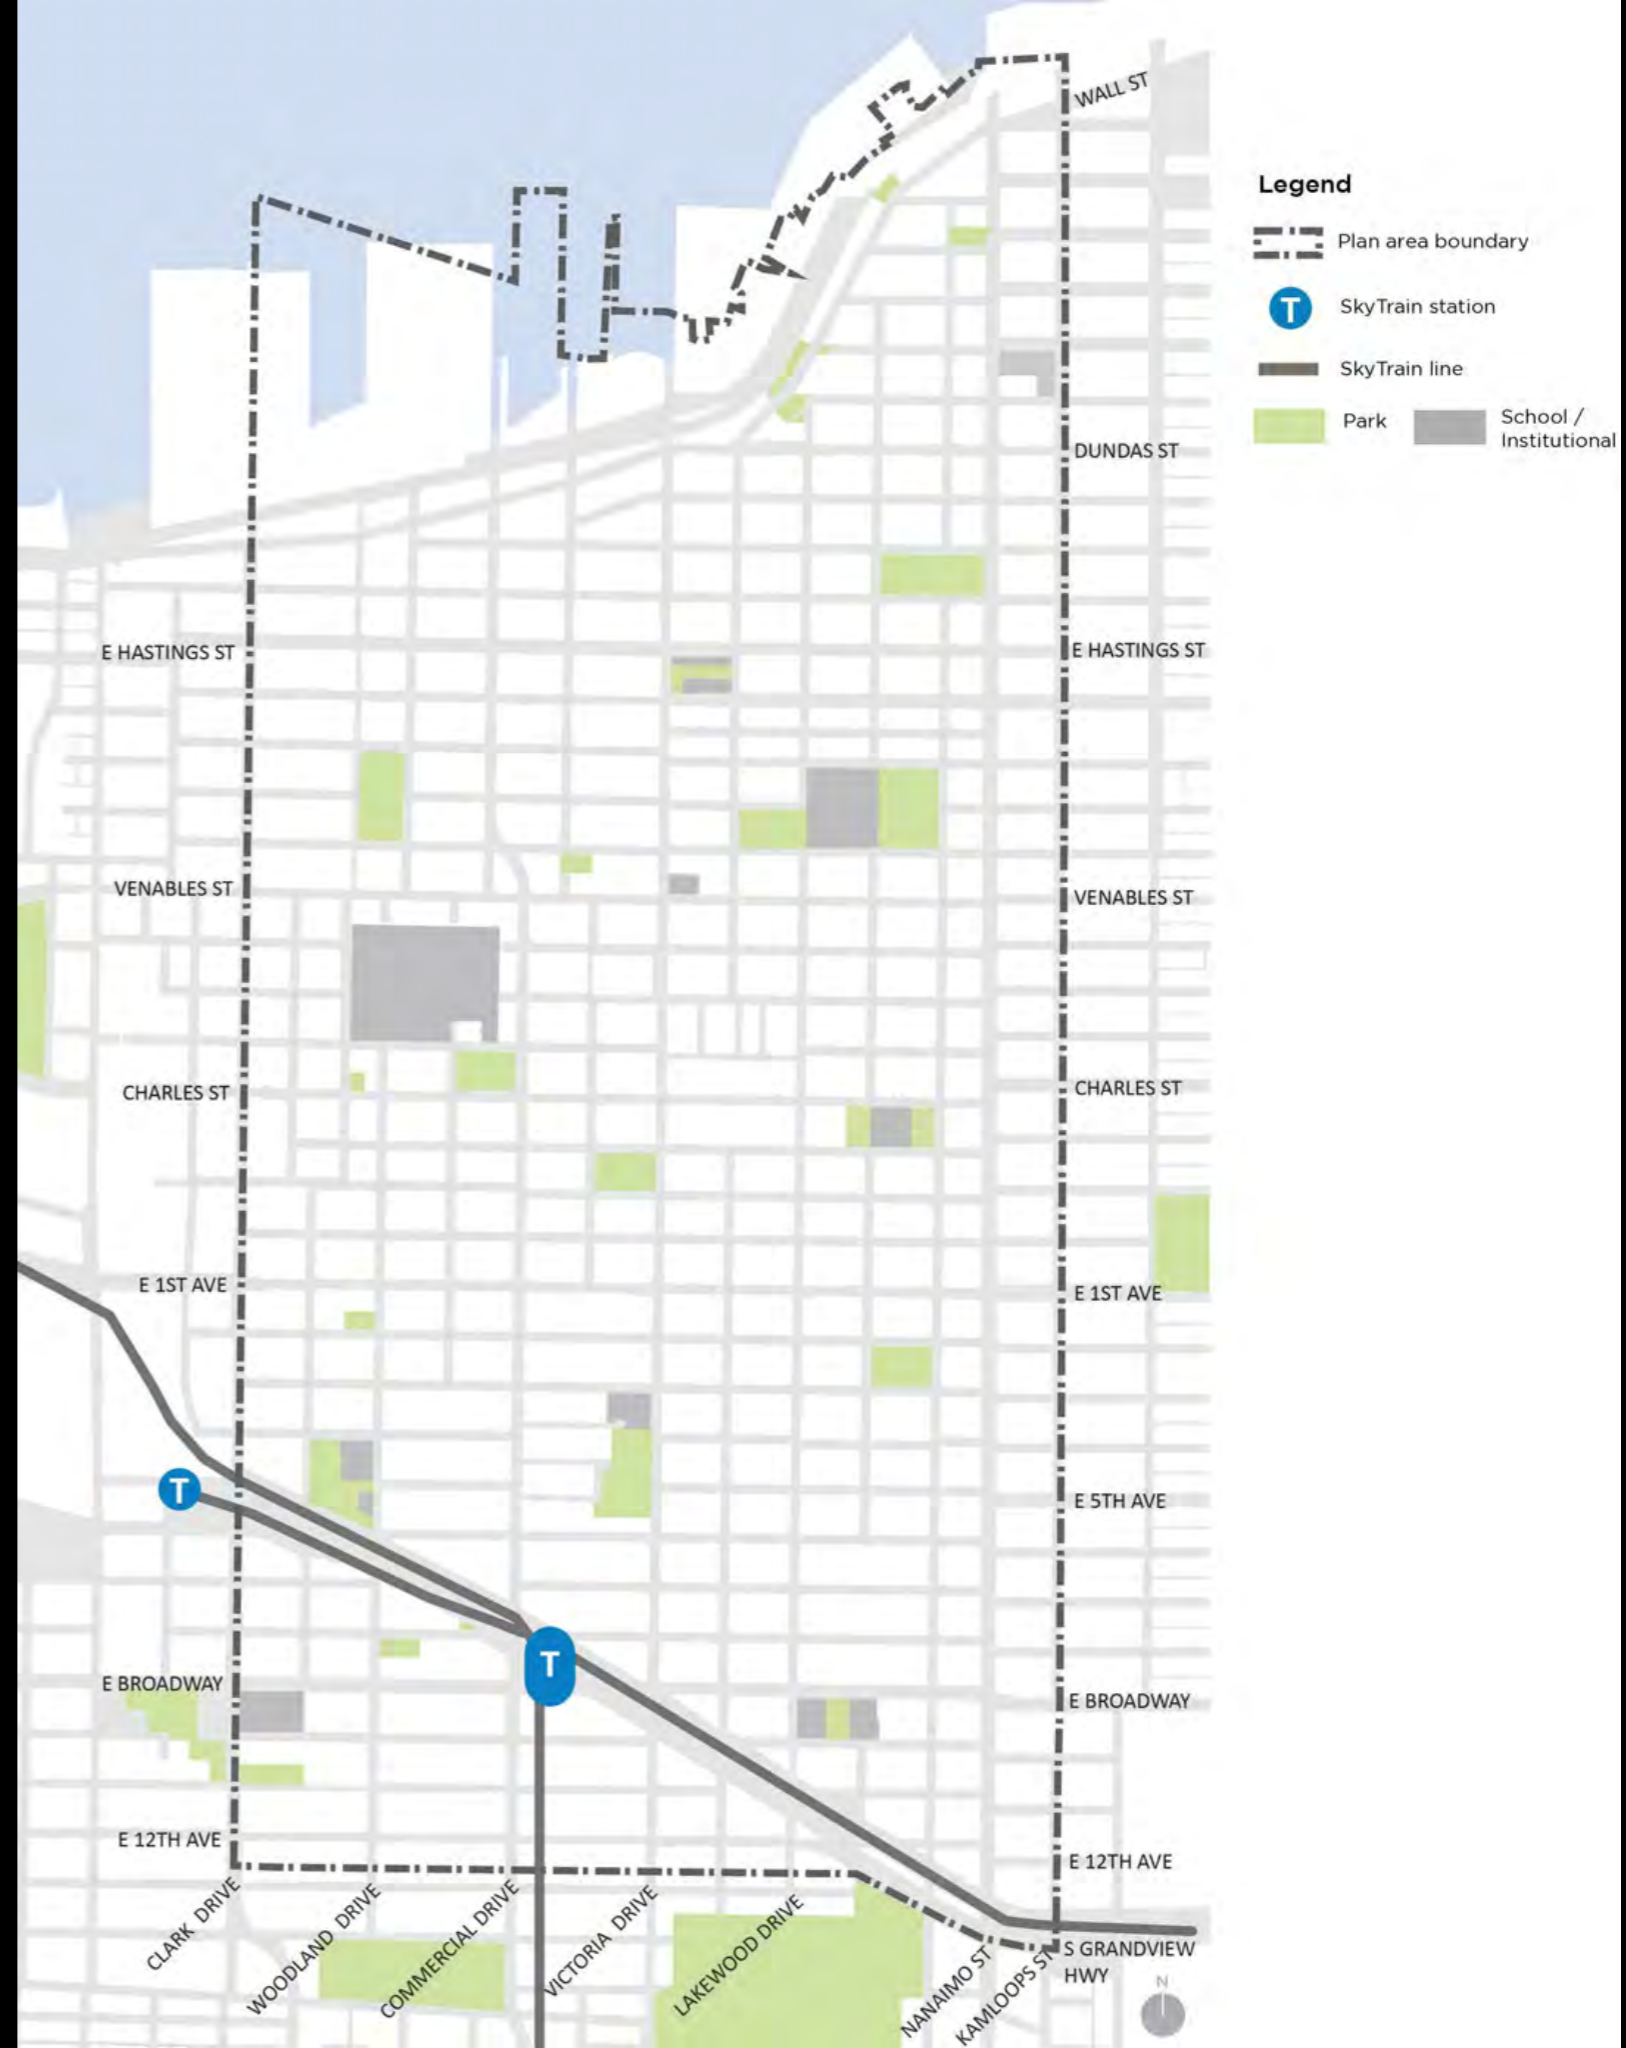 WALL ST
Legend
Plan area boundary
T
SkyTrain station
SkyTrain line
Park
School /
Institutional
DUNDAS ST
E HASTINGS ST
E HASTINGS ST
VENABLES ST
VENABLES ST
CHARLES ST
CHARLES ST
E 1ST AVE
E 1ST AVE
T
E 5TH AVE
T
E BROADWAY
E BROADWAY
E 12TH AVE
E 12TH AVE
CLARK DRIVE
WOODLAND DRIVE
COMMERCIAL DRIVE
VICTORIA DRIVE
LAKEWOOD DRIVE
NANAIMO ST
KAMLOOPS ST
S GRANDVIEW
HWY
N